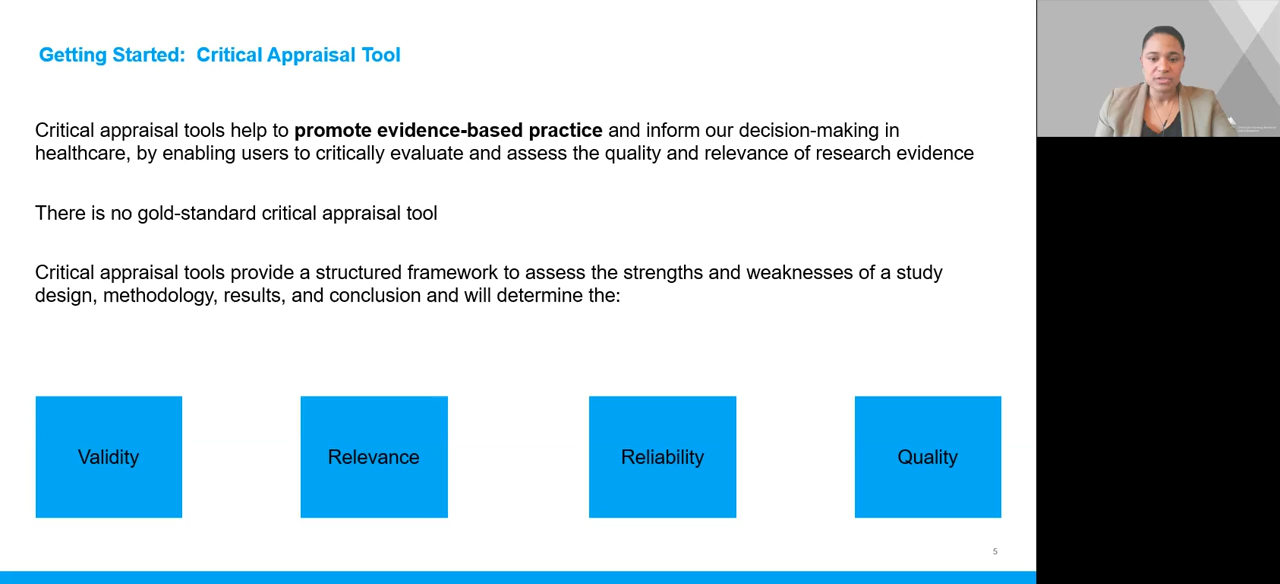 Getting Started:  Critical Appraisal Tool
Critical appraisal tools help to promote evidence-based practice and inform our decision-making in
healthcare, by enabling users to critically evaluate and assess the quality and relevance of research evidence
There is no gold-standard critical appraisal tool
Critical appraisal tools provide a structured framework to assess the strengths and weaknesses of a study
design, methodology, results, and conclusion and will determine the:
Validity
Relevance
Reliability
Quality
5